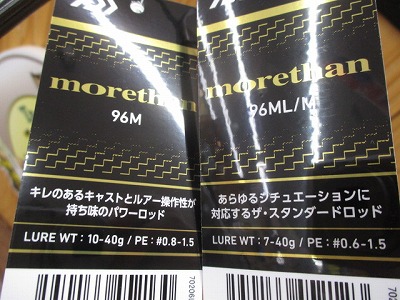 morethan
96M
キレのあるキャストとルアー操作性が
持ち味のパワーロッド
LURE WT : 10-40g / PE : #0.8-1.5
morethan
96ML/M
あらゆるシチュエーションに
対応するザ・スタンダードロッド
LURE WT : 7-40g / PE : #0.6-1.5